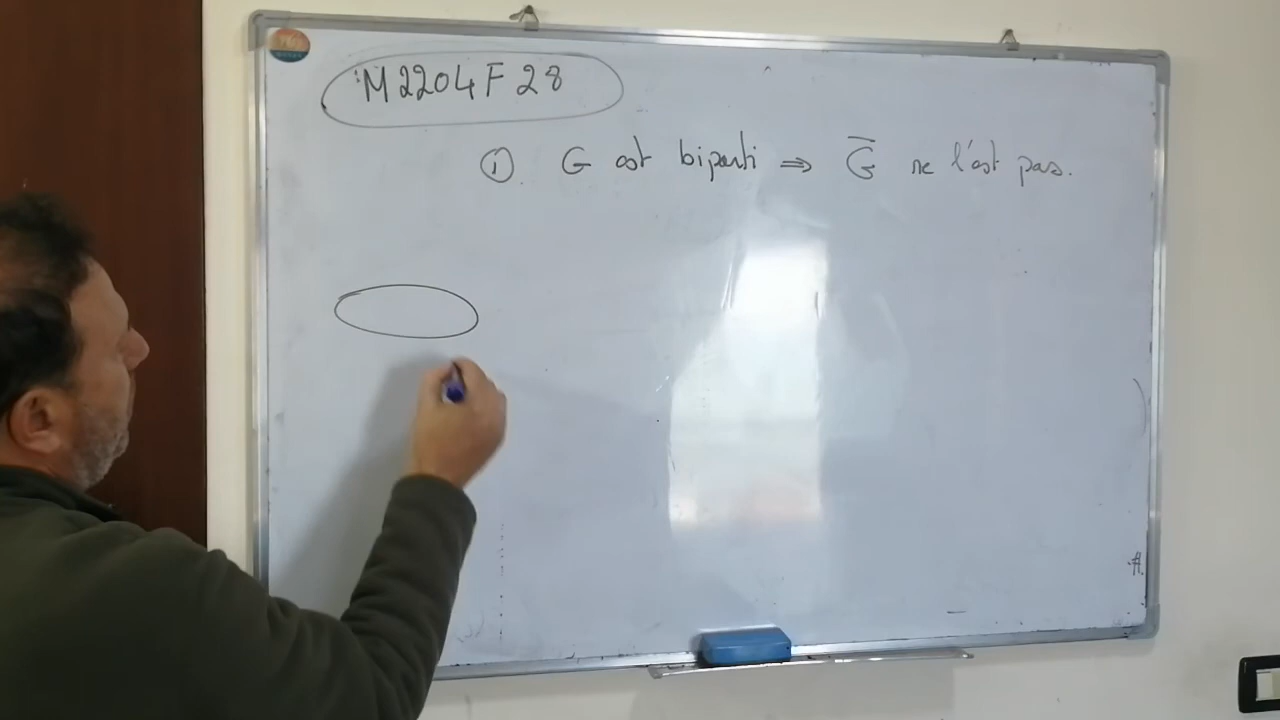 M2204F28
① G est biparti ⇒ G̅ ne l'est pas.